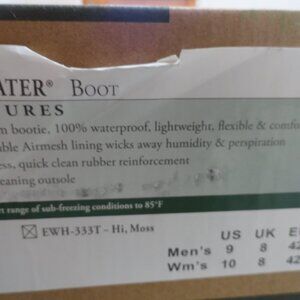 ATER® BOOT
URES
m bootie, 100% waterproof, lightweight, flexible & comfo
ble Airmesh lining wicks away humidity & perspiration
ess, quick clean rubber reinforcement
eaning outsole
rt range of sub-freezing conditions to 85°F
EWH-333T - Hi, Moss
US UK E
Men's 9 8 42
Wm's 10 8 42